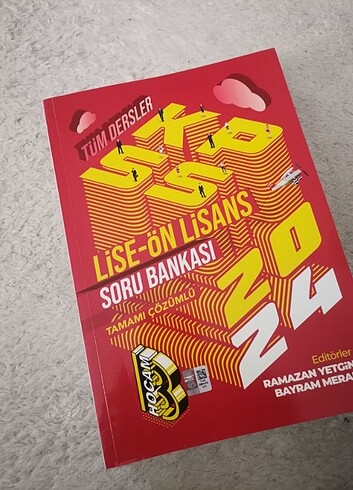 TÜM DERSLER
KPSS
LİSE-ÖN LİSANS
SORU BANKASI
TAMAMI ÇÖZÜMLÜ
2024
HOCAM
Editörler
RAMAZAN YETGİN
BAYRAM MERAL